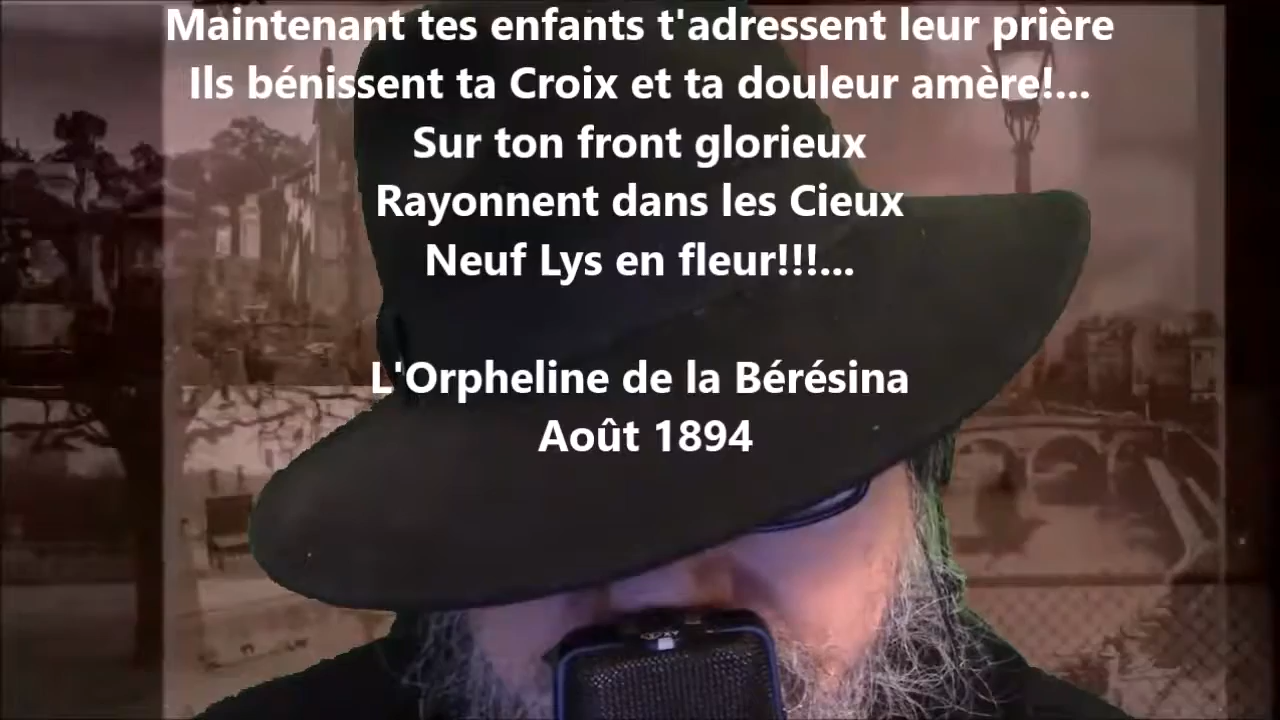 Maintenant tes enfants t'adressent leur prière
Ils bénissent ta Croix et ta douleur amère!...
Sur ton front glorieux
Rayonnent dans les Cieux
Neuf Lys en fleur!!!...
L'Orpheline de la Bérésina
Août 1894